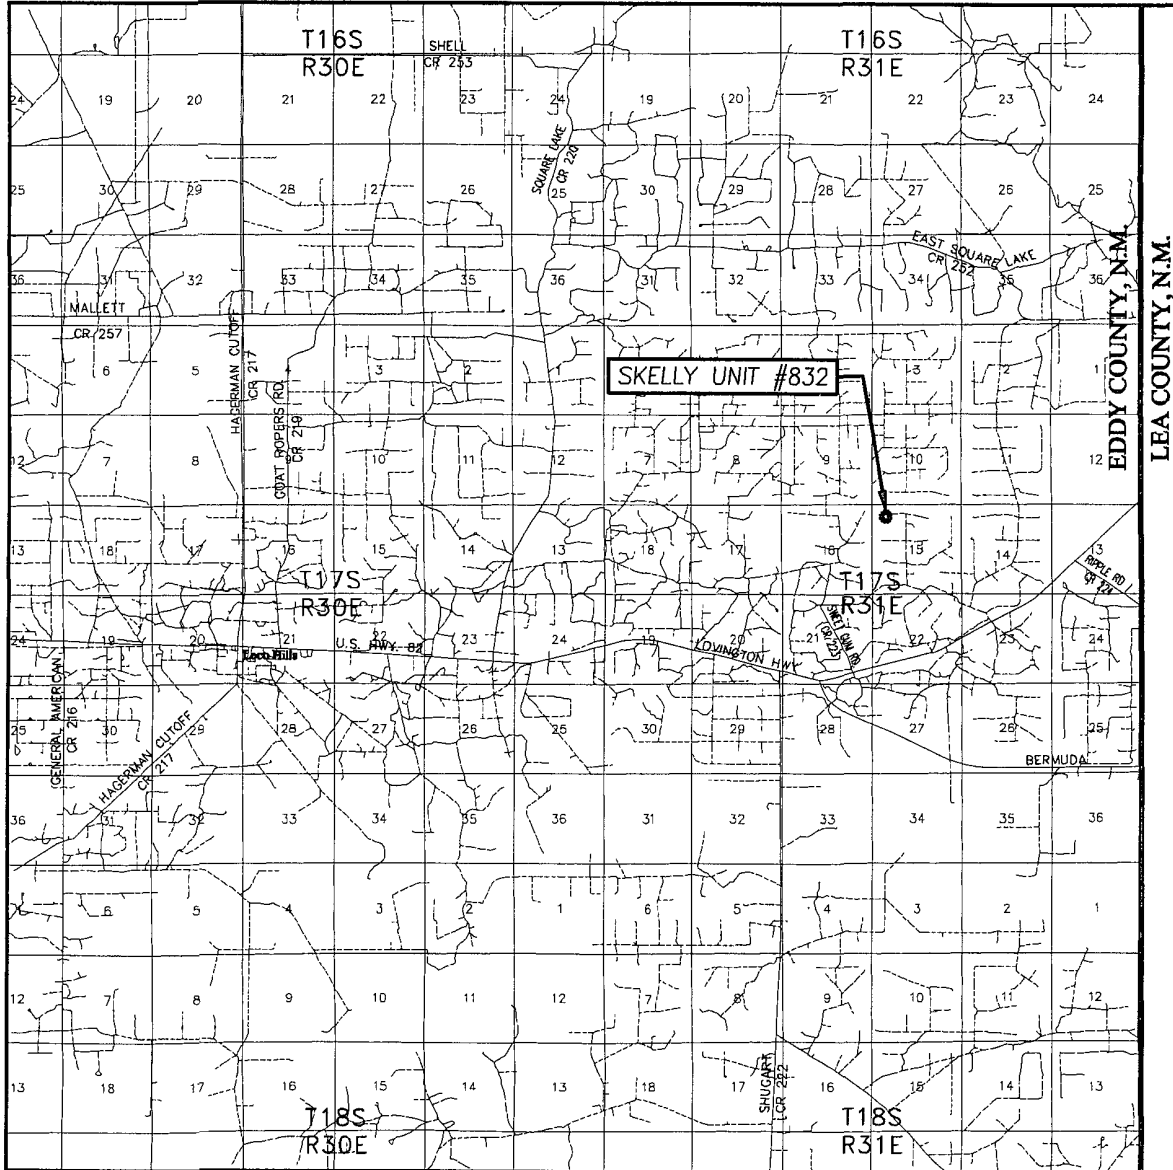 T16S
R30E
SHELL
CR 253
T16S
R31E
24 19 20 21 22 23 24 19 20 21 22 23 24
SQUARE LAKE
CR 220
25 30 29 28 27 26 25 30 29 28 27 26 25
EAST SQUARE LAKE
CR 252
36 31 32 33 34 35 36 31 32 33 34 35 36
MALLETT
CR 257
HAGERMAN CUTOFF
CR 217
GOAT ROPERS RD.
CR 219
SKELLY UNIT #832
EDDY COUNTY, N.M.
LEA COUNTY, N.M.
6 5 4 3 2 1 3 2 1
12 7 8 9 10 11 12 7 8 9 10 11 12
13 18 17 16 15 14 13 18 17 16 15 14 13
T17S
R30E
T17S
R31E
RIPPLE RD
CR 224
24 19 20 21 22 23 24 19 20 21 22 23 24
Loco Hills
U.S. HWY. 82
LOVINGTON HWY
GENERAL AMERICAN
CR 216
HAGERMAN CUTOFF
CR 217
25 30 29 28 27 26 25 30 29 28 27 26 25
BERMUDA
36 31 32 33 34 35 36 31 32 33 34 35 36
6 5 4 3 2 1 6 5 4 3 2 1
12 7 8 9 10 11 12 7 8 9 10 11 12
SHUGART
CR 222
13 18 17 16 15 14 13 18 17 16 15 14 13
T18S
R30E
T18S
R31E